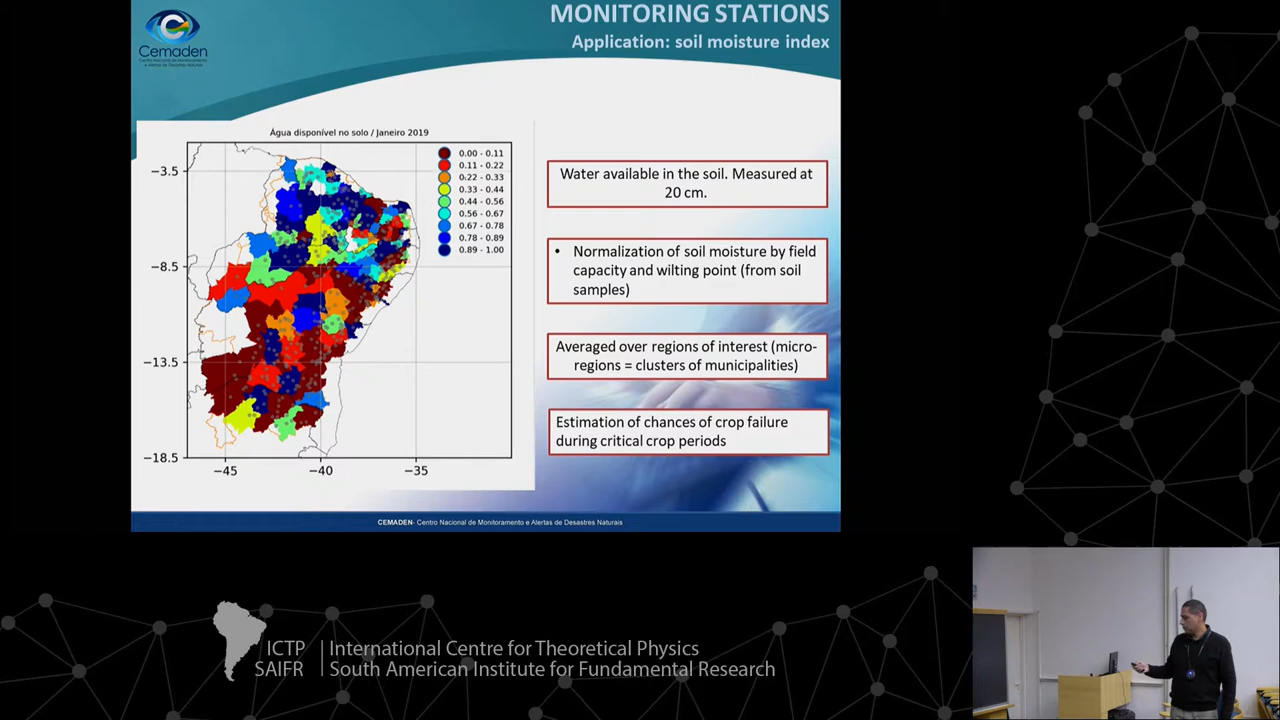 MONITORING STATIONS
Application: soil moisture index
Cemaden
Centro Nacional de Monitoramento
e Alertas de Desastres Naturais
Água disponível no solo / Janeiro 2019
0.00 - 0.11
0.11 - 0.22
0.22 - 0.33
0.33 - 0.44
0.44 - 0.56
0.56 - 0.67
0.67 - 0.78
0.78 - 0.89
0.89 - 1.00
−3.5
−8.5
−13.5
−18.5
−45
−40
−35
Water available in the soil. Measured at
20 cm.
• Normalization of soil moisture by field
capacity and wilting point (from soil
samples)
Averaged over regions of interest (micro-
regions = clusters of municipalities)
Estimation of chances of crop failure
during critical crop periods
CEMADEN- Centro Nacional de Monitoramento e Alertas de Desastres Naturais
ICTP International Centre for Theoretical Physics
SAIFR South American Institute for Fundamental Research